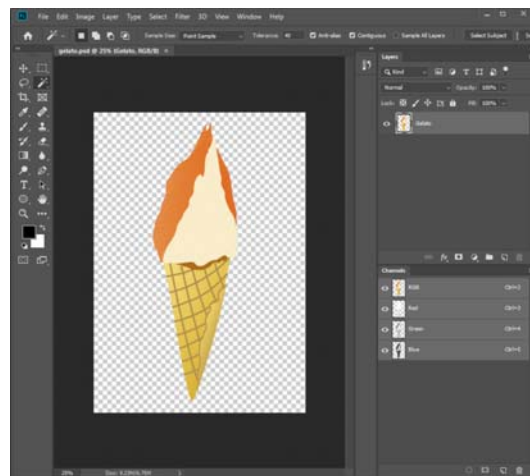 File Edit Image Layer Type Select Filter 3D View Window Help
Sample Size: Point Sample Tolerance: 40 Anti-alias Contiguous Sample All Layers Select Subject
gelato.psd @ 25% (Gelato, RGB/8)
Layers
Kind
Normal Opacity: 100%
Lock: Fill: 100%
Gelato
Channels
RGB Ctrl+2
Red Ctrl+3
Green Ctrl+4
Blue Ctrl+5